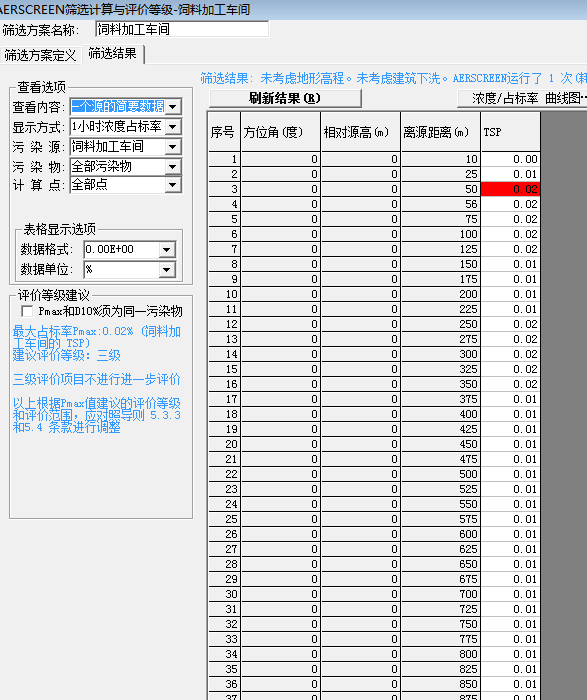 AERSCREEN筛选计算与评价等级-饲料加工车间
筛选方案名称: 饲料加工车间
筛选方案定义 筛选结果
查看选项
查看内容: 一个源的简要数据
显示方式: 1小时浓度占标率
污 染 源: 饲料加工车间
污 染 物: 全部污染物
计 算 点: 全部点
表格显示选项
数据格式: 0.00E+00
数据单位: %
评价等级建议
Pmax和D10%须为同一污染物
最大占标率Pmax:0.02% (饲料加
工车间的 TSP)
建议评价等级: 三级
三级评价项目不进行进一步评价
以上根据Pmax值建议的评价等级
和评价范围, 应对照导则 5.3.3
和5.4 条款进行调整
筛选结果: 未考虑地形高程。未考虑建筑下洗。AERSCREEN运行了 1 次(耗
刷新结果(R) 浓度/占标率 曲线图…
序号 方位角(度) 相对源高(m) 离源距离(m) TSP
1 0 0 10 0.00
2 0 0 25 0.01
3 0 0 50 0.02
4 0 0 56 0.02
5 0 0 75 0.02
6 0 0 100 0.02
7 0 0 125 0.02
8 0 0 150 0.01
9 0 0 175 0.01
10 0 0 200 0.01
11 0 0 225 0.01
12 0 0 250 0.02
13 0 0 275 0.02
14 0 0 300 0.02
15 0 0 325 0.02
16 0 0 350 0.02
17 0 0 375 0.01
18 0 0 400 0.01
19 0 0 425 0.01
20 0 0 450 0.01
21 0 0 475 0.01
22 0 0 500 0.01
23 0 0 525 0.01
24 0 0 550 0.01
25 0 0 575 0.01
26 0 0 600 0.01
27 0 0 625 0.01
28 0 0 650 0.01
29 0 0 675 0.01
30 0 0 700 0.01
31 0 0 725 0.01
32 0 0 750 0.01
33 0 0 775 0.01
34 0 0 800 0.01
35 0 0 825 0.01
36 0 0 850 0.01
37 0 0 875 0.01